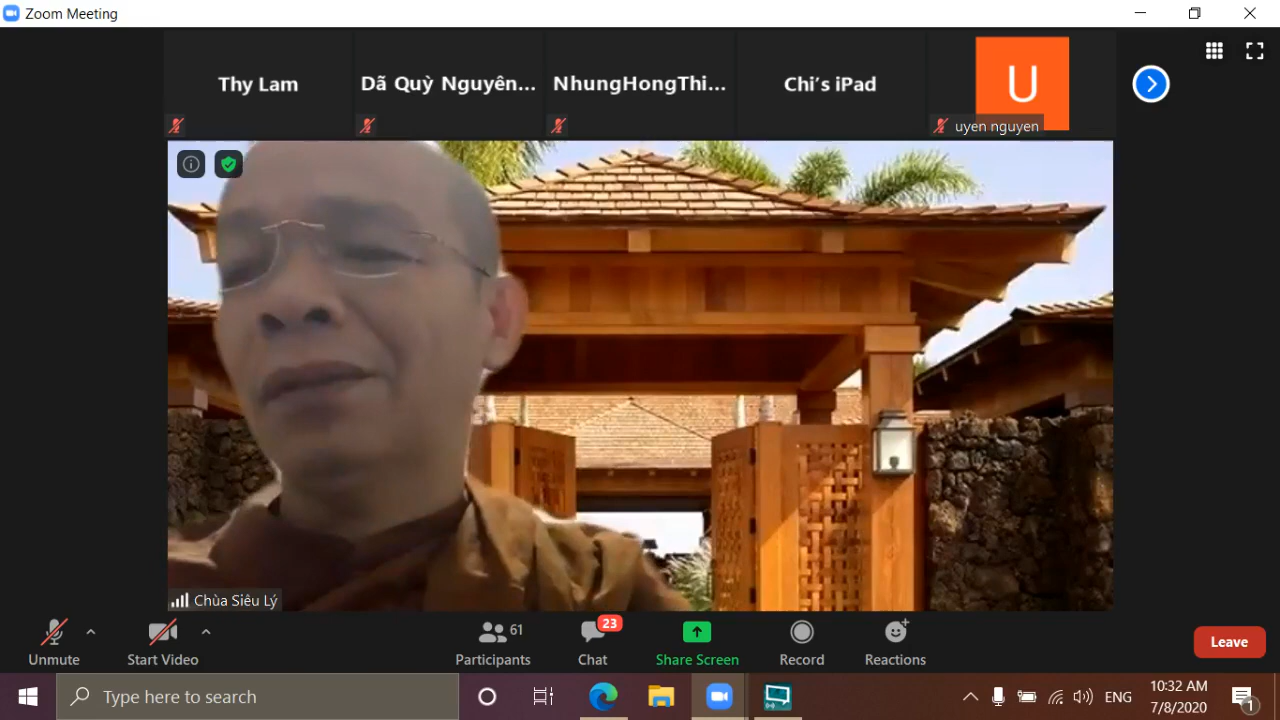 Zoom Meeting
Thy Lam
Dã Quỳ Nguyên...
NhungHongThi...
Chi's iPad
U
uyen nguyen
Chùa Siêu Lý
Unmute
Start Video
61
Participants
23
Chat
Share Screen
Record
Reactions
Leave
Type here to search
ENG
10:32 AM
7/8/2020
1